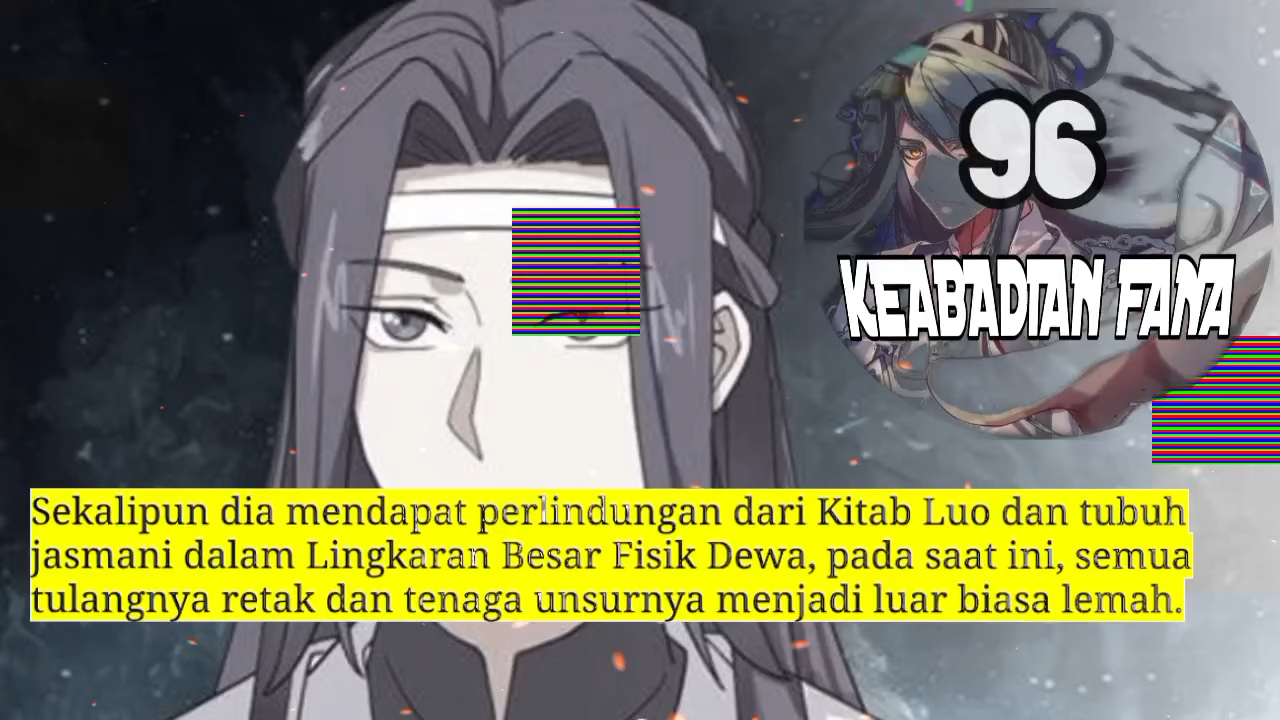 96
KEABADIAN FANA
Sekalipun dia mendapat perlindungan dari Kitab Luo dan tubuh
jasmani dalam Lingkaran Besar Fisik Dewa, pada saat ini, semua
tulangnya retak dan tenaga unsurnya menjadi luar biasa lemah.